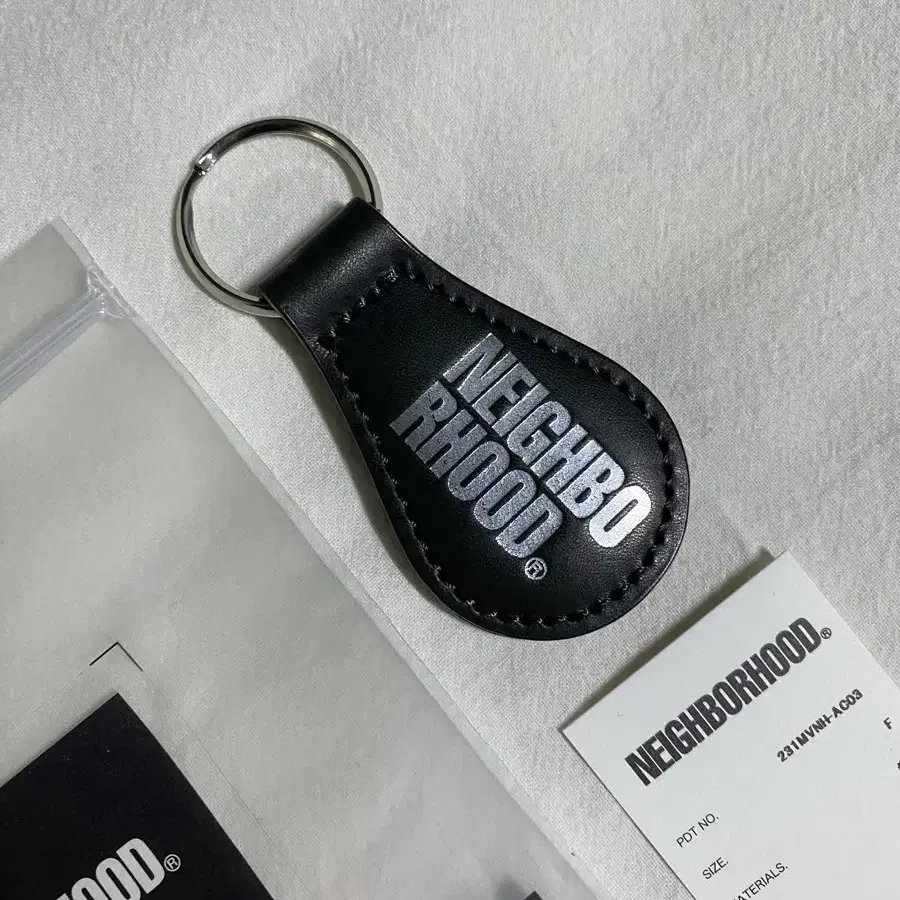 NEIGHBO
RHOOD®
NEIGHBORHOOD®
PDT NO. 231MVNH-AC03
SIZE. F
MATERIALS.
HOOD®